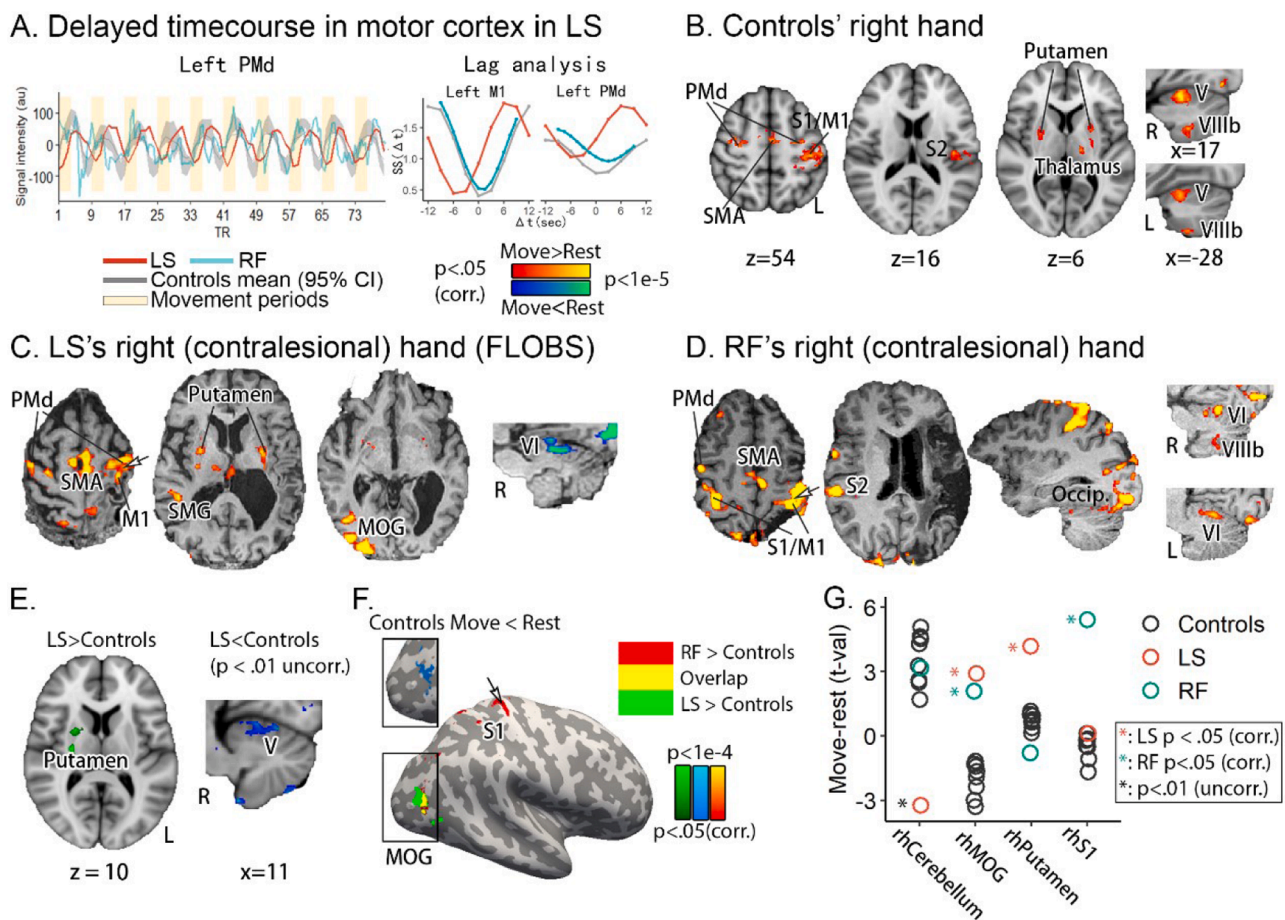 A. Delayed timecourse in motor cortex in LS
Left PMd
Signal intensity (au)
100
0
-100
1 9 17 25 33 41 49 57 65 73
TR
Lag analysis
Left M1
Left PMd
SS(Δt)
1.5
1.0
0.5
-12 -6 0 6 12
-12 -6 0 6 12
Δt(sec)
LS
RF
Controls mean (95% CI)
Movement periods
p<.05
(corr.)
Move>Rest
Move<Rest
p<1e-5
B. Controls' right hand
PMd
S1/M1
SMA
L
z=54
S2
z=16
Putamen
Thalamus
z=6
V
VIIIb
R
x=17
V
VIIIb
L
x=-28
C. LS's right (contralesional) hand (FLOBS)
PMd
SMA
M1
Putamen
SMG
MOG
VI
R
D. RF's right (contralesional) hand
PMd
SMA
S1/M1
S2
Occip.
VI
R
VIIIb
VI
L
E.
LS>Controls
Putamen
L
z = 10
LS<Controls
(p < .01 uncorr.)
V
R
x=11
F.
Controls Move < Rest
S1
MOG
RF > Controls
Overlap
LS > Controls
p<1e-4
p<.05(corr.)
G.
Move-rest (t-val)
6
3
0
-3
*
*
*
*
*
rhCerebellum
rhMOG
rhPutamen
rhS1
Controls
LS
RF
*: LS p < .05 (corr.)
*: RF p<.05 (corr.)
*: p<.01 (uncorr.)